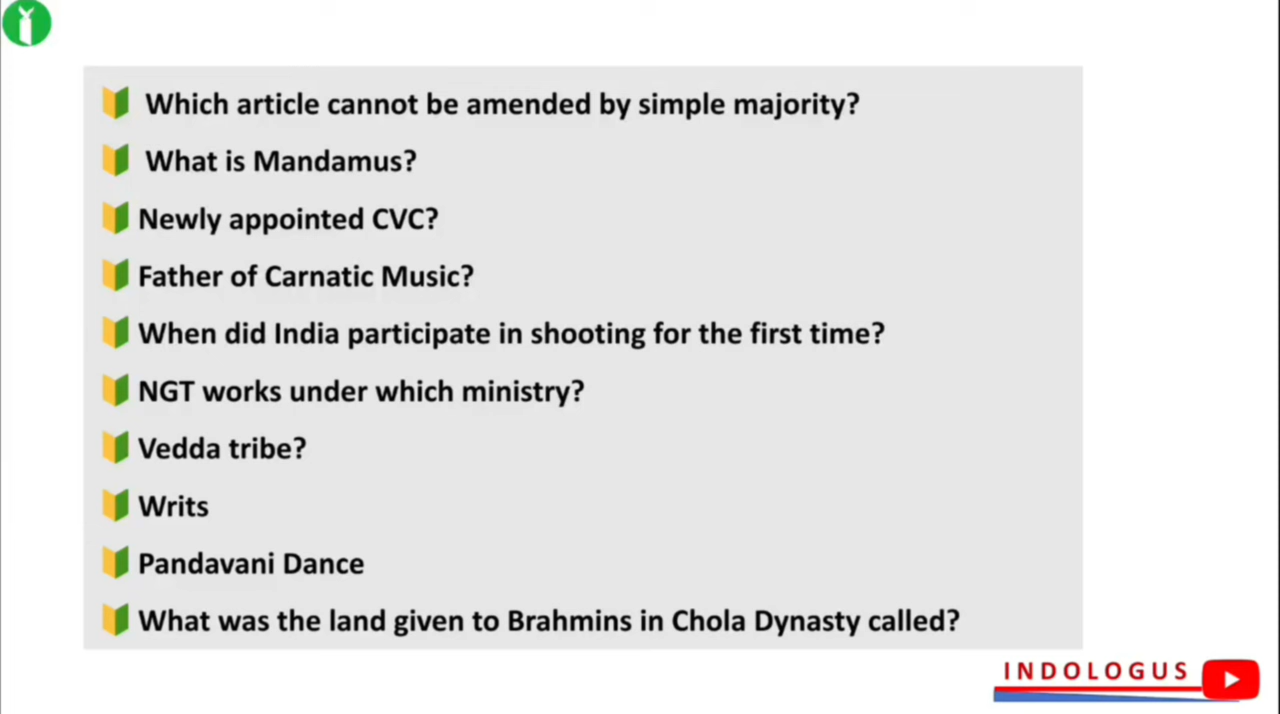 Which article cannot be amended by simple majority?
What is Mandamus?
Newly appointed CVC?
Father of Carnatic Music?
When did India participate in shooting for the first time?
NGT works under which ministry?
Vedda tribe?
Writs
Pandavani Dance
What was the land given to Brahmins in Chola Dynasty called?
INDOLOGUS